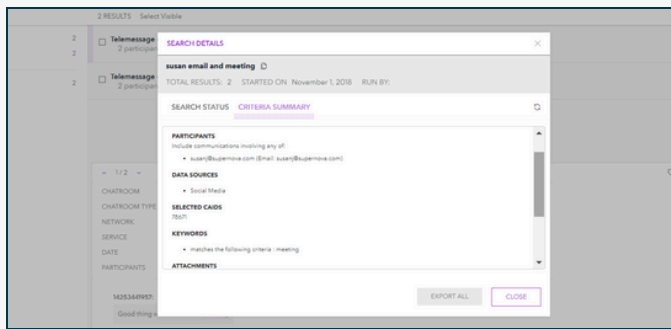 2 RESULTS Select Visible
2
Telemessage
2 participan
2
2
Telemessage
2 participan
SEARCH DETAILS
susan email and meeting
TOTAL RESULTS: 2 STARTED ON November 1, 2018 RUN BY:
SEARCH STATUS CRITERIA SUMMARY
PARTICIPANTS
Include communications involving any of:
susanj@supernova.com (Email: susanj@supernova.com)
DATA SOURCES
Social Media
SELECTED CAIDS
78671
KEYWORDS
matches the following criteria : meeting
ATTACHMENTS
EXPORT ALL CLOSE
1 / 2
CHATROOM
CHATROOM TYPE
NETWORK
SERVICE
DATE
PARTICIPANTS
14253441957:
Good thing